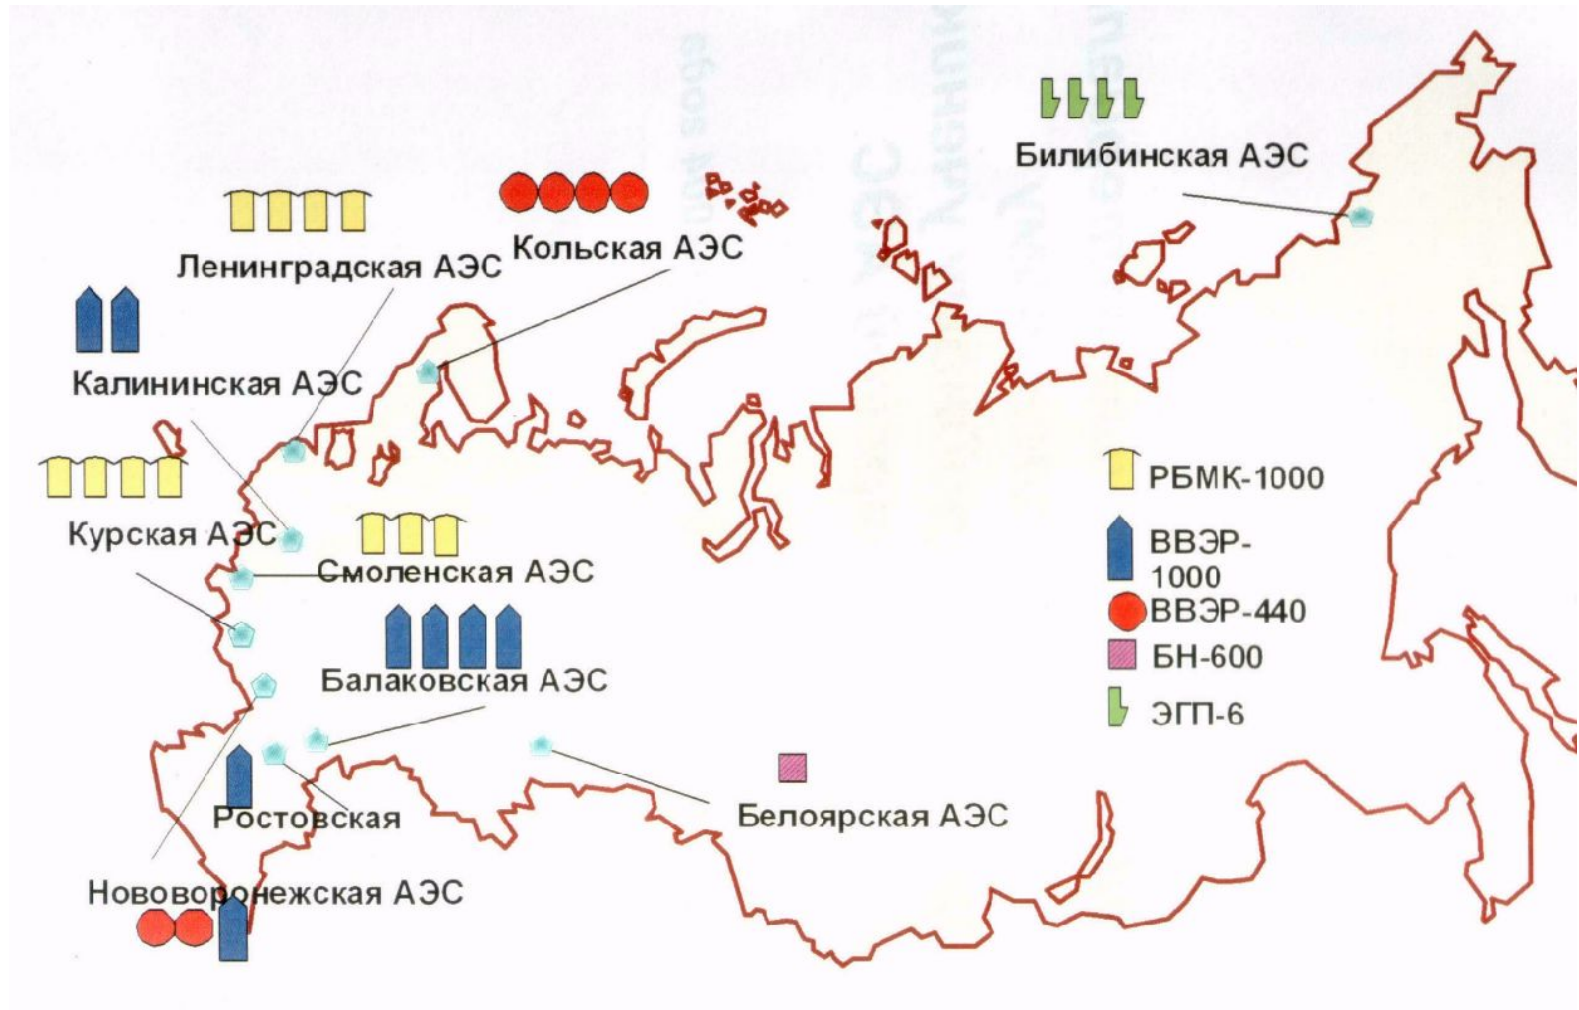 Билибинская АЭС
Кольская АЭС
Ленинградская АЭС
Калининская АЭС
Курская АЭС
Смоленская АЭС
Балаковская АЭС
Ростовская
Белоярская АЭС
Нововоронежская АЭС
РБМК-1000
ВВЭР-
1000
ВВЭР-440
БН-600
ЭГП-6